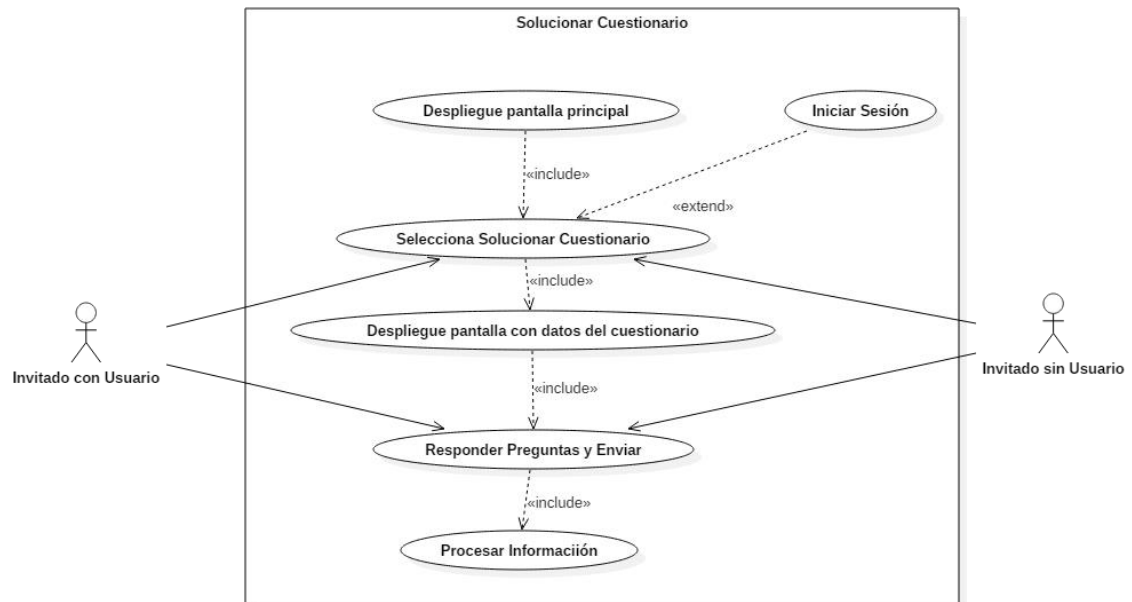 Solucionar Cuestionario
Despliegue pantalla principal
Iniciar Sesión
«include»
«extend»
Selecciona Solucionar Cuestionario
«include»
Despliegue pantalla con datos del cuestionario
Invitado con Usuario
Invitado sin Usuario
«include»
Responder Preguntas y Enviar
«include»
Procesar Informaciión